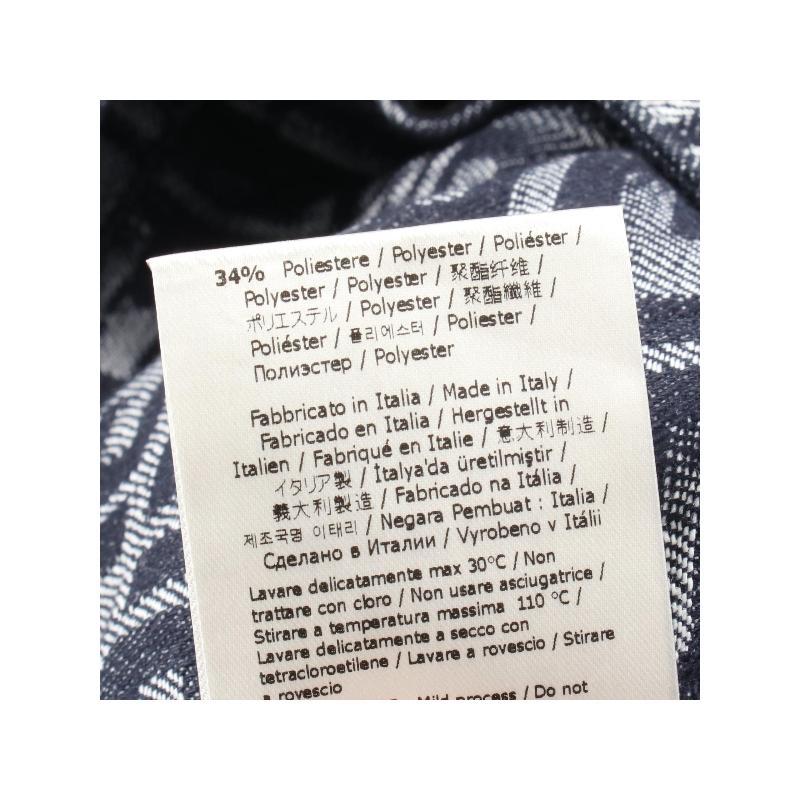 34% Poliestere / Polyester / Poliéster /
Polyester / Polyester / 聚酯纤维 /
ポリエステル / Polyester / 聚酯纖維 /
Poliéster / 폴리에스터 / Poliester /
Полиэстер / Polyester
Fabbricato in Italia / Made in Italy /
Fabricado en Italia / Hergestellt in
Italien / Fabriqué en Italie / 意大利制造 /
イタリア製 / İtalya'da üretilmiştir /
義大利製造 / Fabricado na Itália /
제조국명 이태리 / Negara Pembuat : Italia /
Сделано в Италии / Vyrobeno v Itálii
Lavare delicatamente max 30°C / Non
trattare con cloro / Non usare asciugatrice /
Stirare a temperatura massima 110 °C /
Lavare delicatamente a secco con
tetracloroetilene / Lavare a rovescio / Stirare
a rovescio
Mild process / Do not